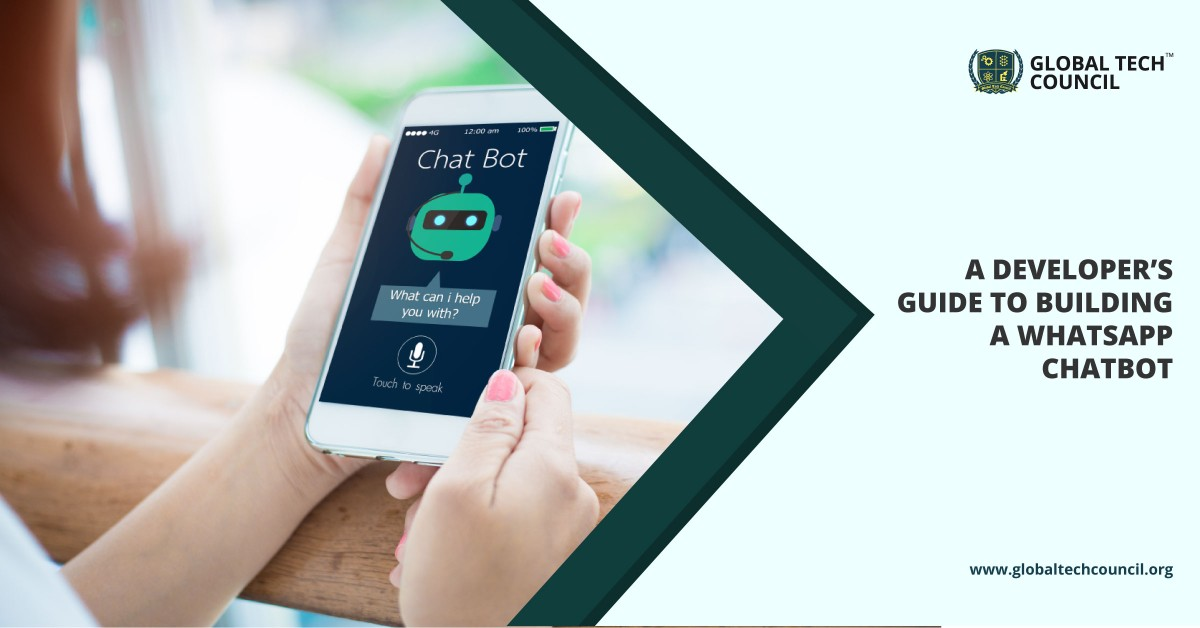 4G 12:00 am 100%
Chat Bot
What can i help
you with?
Touch to speak
GLOBAL TECH™
COUNCIL
A DEVELOPER’S
GUIDE TO BUILDING
A WHATSAPP
CHATBOT
www.globaltechcouncil.org